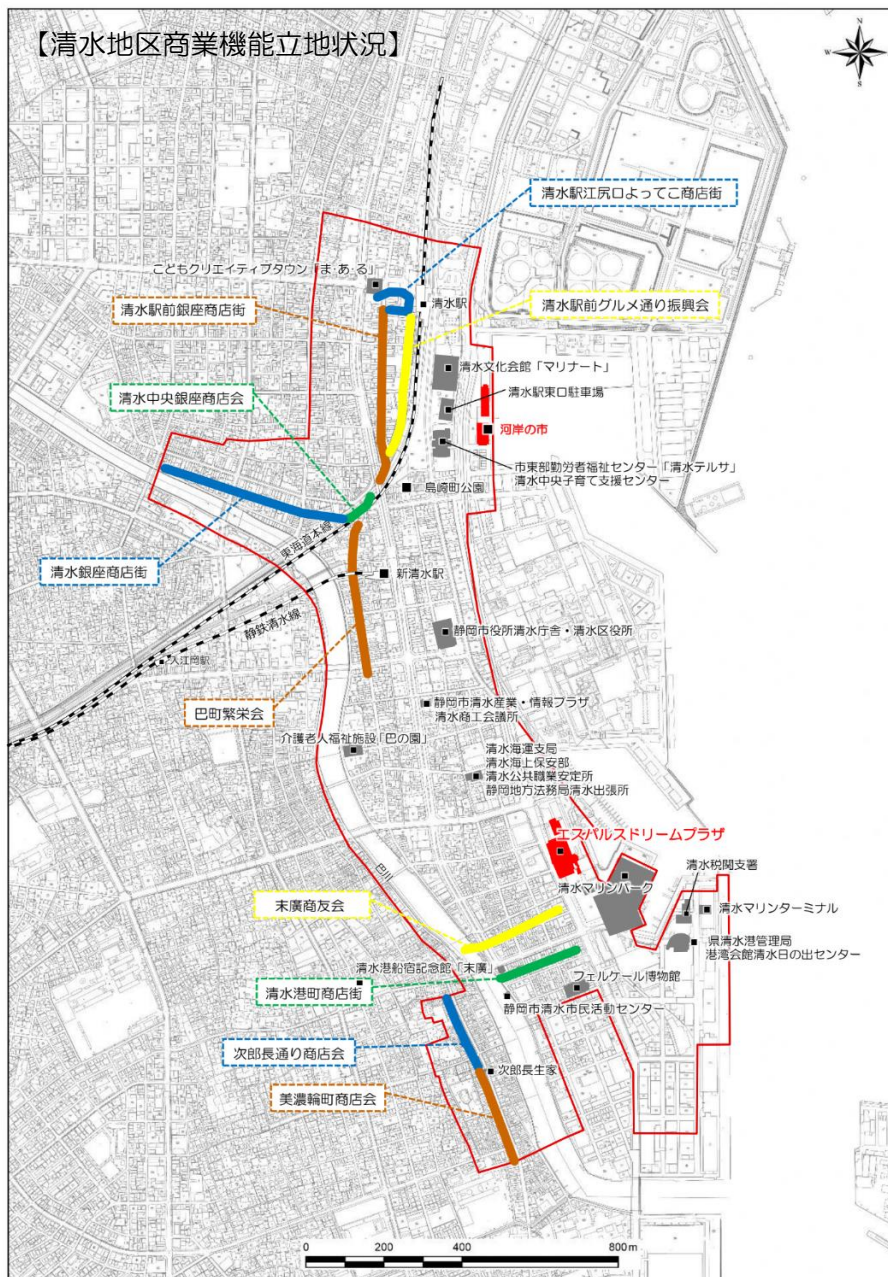 【清水地区商業機能立地状況】
N
W
E
S
清水駅江尻口よってこ商店街
こどもクリエイティブタウン「ま・あ・る」
清水駅
清水駅前銀座商店街
清水駅前グルメ通り振興会
清水文化会館「マリナート」
清水中央銀座商店会
清水駅東口駐車場
河岸の市
市東部勤労者福祉センター「清水テルサ」
清水中央子育て支援センター
島崎町公園
東海道本線
清水銀座商店街
新清水駅
静鉄清水線
静岡市役所清水庁舎・清水区役所
入江岡駅
巴町繁栄会
静岡市清水産業・情報プラザ
清水商工会議所
介護老人福祉施設「巴の園」
清水海運支局
清水海上保安部
清水公共職業安定所
静岡地方法務局清水出張所
エスパルスドリームプラザ
清水マリンパーク
清水税関支署
巴川
末廣商友会
清水マリンターミナル
県清水港管理局
港湾会館清水日の出センター
清水港船宿記念館「末廣」
清水港町商店街
フェルケール博物館
静岡市清水市民活動センター
次郎長通り商店会
次郎長生家
美濃輪町商店会
0 200 400 800m